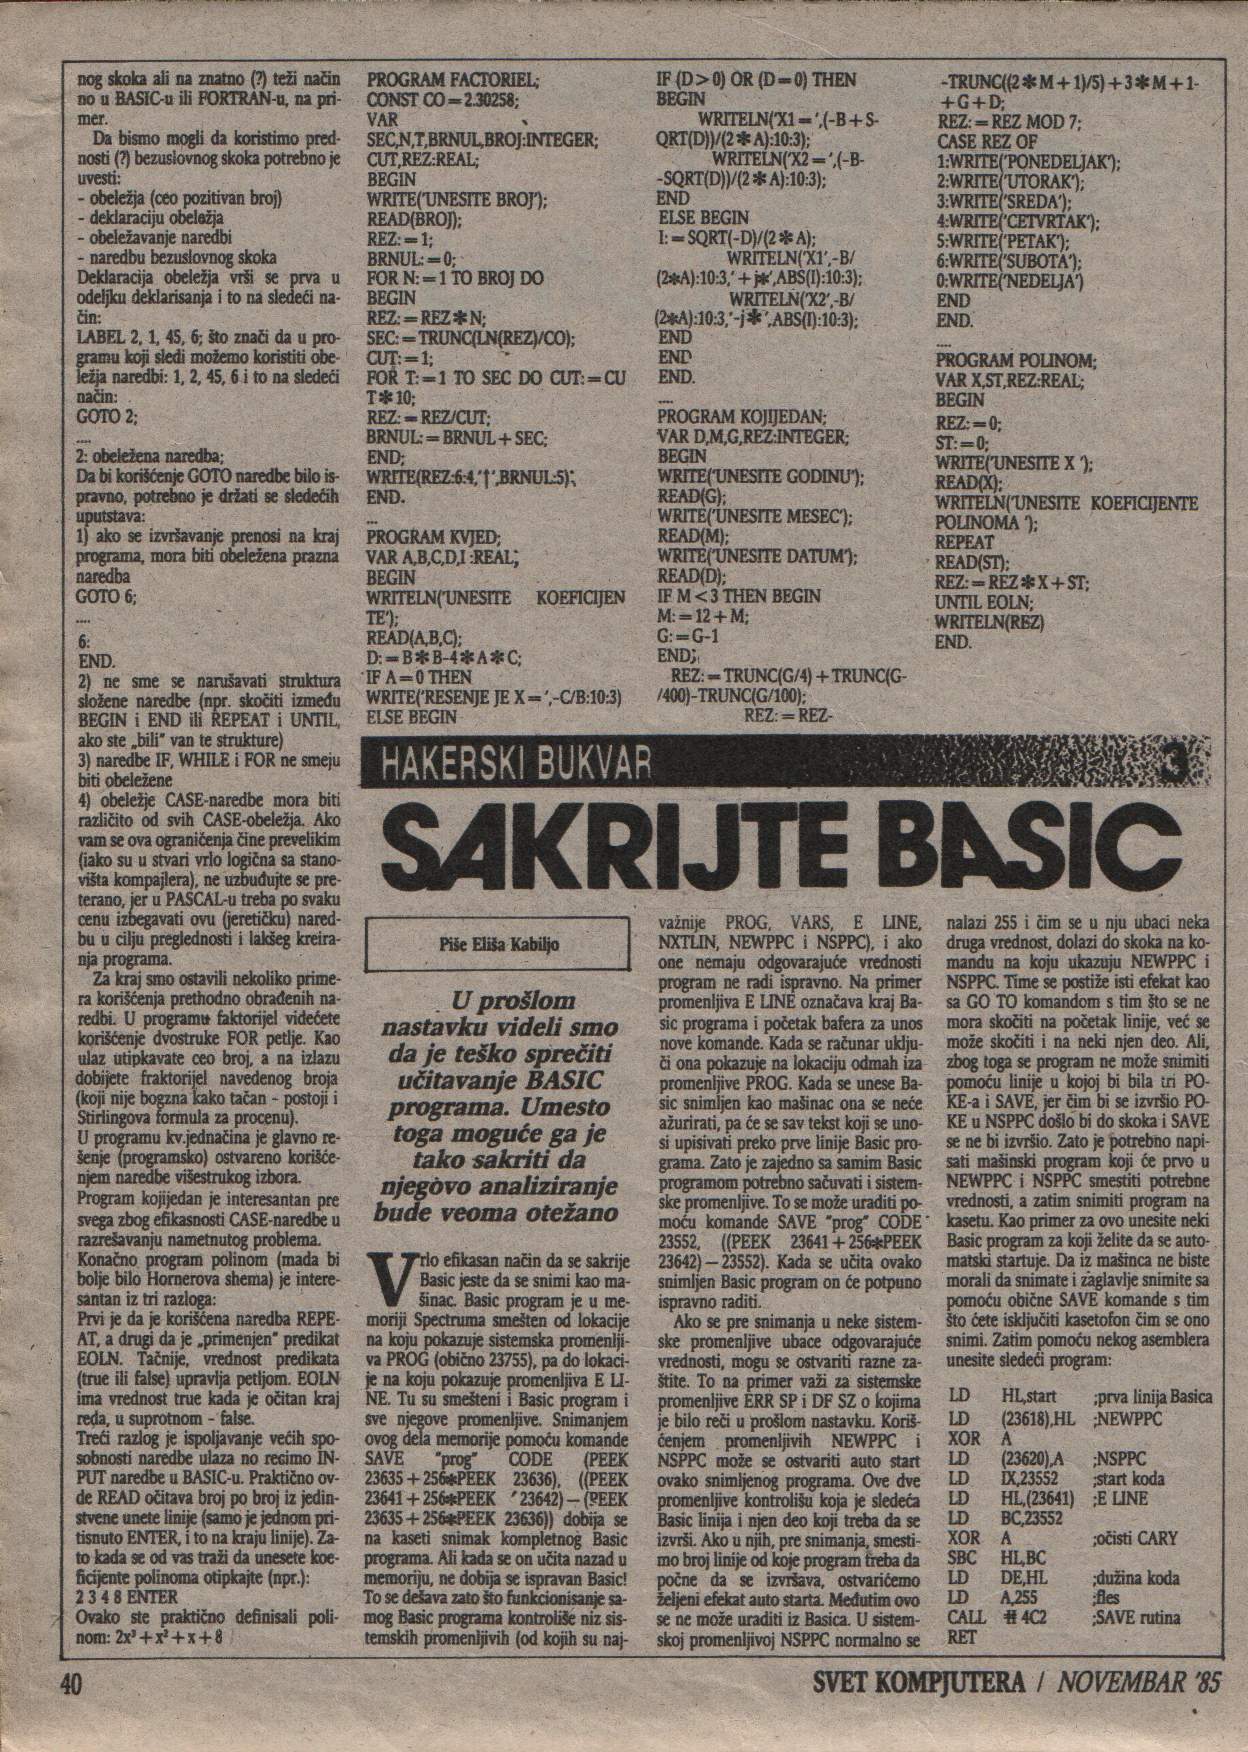 nog skoka ali na znatno (?) teži način
no u BASIC-u ili FORTRAN-u, na pri-
mer.
Da bismo mogli da koristimo pred-
nosti (?) bezuslovnog skoka potrebno je
uvesti:
- obeležja (ceo pozitivan broj)
- deklaraciju obeležja
- obeležavanje naredbi
- naredbu bezuslovnog skoka
Deklaracija obeležja vrši se prva u
odeljku deklarisanja i to na sledeći na-
čin:
LABEL 2, 1, 45, 6; što znači da u pro-
gramu koji sledi možemo koristiti obe-
ležja naredbi: 1, 2, 45, 6 i to na sledeći
način:
GOTO 2;
....
2: obeležena naredba;
Da bi korišćenje GOTO naredbe bilo is-
pravno, potrebno je držati se sledećih
uputstava:
1) ako se izvršavanje prenosi na kraj
programa, mora biti obeležena prazna
naredba
GOTO 6;
....
6:
END.
2) ne sme se narušavati struktura
složene naredbe (npr. skočiti između
BEGIN i END ili REPEAT i UNTIL,
ako ste „bili" van te strukture)
3) naredbe IF, WHILE i FOR ne smeju
biti obeležene
4) obeležje CASE-naredbe mora biti
različito od svih CASE-obeležja. Ako
vam se ova ograničenja čine prevelikim
(iako su u stvari vrlo logična sa stano-
višta kompajlera), ne uzbuđujte se pre-
terano, jer u PASCAL-u treba po svaku
cenu izbegavati ovu (jeretičku) nared-
bu u cilju preglednosti i lakšeg kreira-
nja programa.
Za kraj smo ostavili nekoliko prime-
ra korišćenja prethodno obrađenih na-
redbi. U programu faktorijel videćete
korišćenje dvostruke FOR petlje. Kao
ulaz utipkavate ceo broj, a na izlazu
dobijete fraktorijel navedenog broja
(koji nije bogzna kako tačan - postoji i
Stirlingova formula za procenu).
U programu kv.jednačina je glavno re-
šenje (programsko) ostvareno korišće-
njem naredbe višestrukog izbora.
Program kojijedan je interesantan pre
svega zbog efikasnosti CASE-naredbe u
razrešavanju nametnutog problema.
Konačno program polinom (mada bi
bolje bilo Hornerova shema) je intere-
santan iz tri razloga:
Prvi je da je korišćena naredba REPE-
AT, a drugi da je „primenjen" predikat
EOLN. Tačnije, vrednost predikata
(true ili false) upravlja petljom. EOLN
ima vrednost true kada je očitan kraj
reda, u suprotnom - false.
Treći razlog je ispoljavanje većih spo-
sobnosti naredbe ulaza no recimo IN-
PUT naredbe u BASIC-u. Praktično ov-
de READ očitava broj po broj iz jedin-
stvene unete linije (samo je jednom pri-
tisnuto ENTER, i to na kraju linije). Za-
to kada se od vas traži da unesete koe-
ficijente polinoma otipkajte (npr.):
2 3 4 8 ENTER
Ovako ste praktično definisali poli-
nom: 2x³+x²+x+8
PROGRAM FACTORIEL;
CONST CO=2.30258;
VAR
SEC,N,T,BRNUL,BROJ:INTEGER;
CUT,REZ:REAL;
BEGIN
WRITE('UNESITE BROJ');
READ(BROJ);
REZ:=1;
BRNUL:=0;
FOR N:=1 TO BROJ DO
BEGIN
REZ:=REZ*N;
SEC:=TRUNC(LN(REZ)/CO);
CUT:=1;
FOR T:=1 TO SEC DO CUT:=CU
T*10;
REZ:=REZ/CUT;
BRNUL:=BRNUL+SEC;
END;
WRITE(REZ:6:4,'↑',BRNUL:5);
END.
...
PROGRAM KVJED;
VAR A,B,C,D,I :REAL;
BEGIN
WRITELN('UNESITE KOEFICIJEN
TE');
READ(A,B,C);
D:=B*B-4*A*C;
IF A=0 THEN
WRITE('RESENJE JE X=',-C/B:10:3)
ELSE BEGIN
IF (D>0) OR (D=0) THEN
BEGIN
WRITELN('X1=',(-B+S-
QRT(D))/(2*A):10:3);
WRITELN('X2=',(-B-
-SQRT(D))/(2*A):10:3);
END
ELSE BEGIN
I:=SQRT(-D)/(2*A);
WRITELN('X1',-B/
(2*A):10:3,'+j*',ABS(I):10:3);
WRITELN('X2',-B/
(2*A):10:3,'-j*',ABS(I):10:3);
END
END
END.
....
PROGRAM KOJIJEDAN;
VAR D,M,G,REZ:INTEGER;
BEGIN
WRITE('UNESITE GODINU');
READ(G);
WRITE('UNESITE MESEC');
READ(M);
WRITE('UNESITE DATUM');
READ(D);
IF M<3 THEN BEGIN
M:=12+M;
G:=G-1
END;
REZ:=TRUNC(G/4)+TRUNC(G-
/400)-TRUNC(G/100);
REZ:=REZ-
-TRUNC((2*M+1)/5)+3*M+1-
+G+D;
REZ:=REZ MOD 7;
CASE REZ OF
1:WRITE('PONEDELJAK');
2:WRITE('UTORAK');
3:WRITE('SREDA');
4:WRITE('CETVRTAK');
5:WRITE('PETAK');
6:WRITE('SUBOTA');
0:WRITE('NEDELJA')
END
END.
....
PROGRAM POLINOM;
VAR X,ST,REZ:REAL;
BEGIN
REZ:=0;
ST:=0;
WRITE('UNESITE X ');
READ(X);
WRITELN('UNESITE KOEFICIJENTE
POLINOMA ');
REPEAT
READ(ST);
REZ:=REZ*X+ST;
UNTIL EOLN;
WRITELN(REZ)
END.
HAKERSKI BUKVAR 3
SAKRIJTE BASIC
Piše Eliša Kabiljo
U prošlom
nastavku videli smo
da je teško sprečiti
učitavanje BASIC
programa. Umesto
toga moguće ga je
tako sakriti da
njegovo analiziranje
bude veoma otežano
Vrlo efikasan način da se sakrije
Basic jeste da se snimi kao ma-
šinac. Basic program je u me-
moriji Spectruma smešten od lokacije
na koju pokazuje sistemska promenlji-
va PROG (obično 23755), pa do lokaci-
je na koju pokazuje promenljiva E LI-
NE. Tu su smešteni i Basic program i
sve njegove promenljive. Snimanjem
ovog dela memorije pomoću komande
SAVE "prog" CODE (PEEK
23635+256*PEEK 23636), ((PEEK
23641+256*PEEK 23642)-(PEEK
23635+256*PEEK 23636)) dobija se
na kaseti snimak kompletnog Basic
programa. Ali kada se on učita nazad u
memoriju, ne dobija se ispravan Basic!
To se dešava zato što funkcionisanje sa-
mog Basic programa kontroliše niz sis-
temskih promenljivih (od kojih su naj-
važnije PROG, VARS, E LINE,
NXTLIN, NEWPPC i NSPPC), i ako
one nemaju odgovarajuće vrednosti
program ne radi ispravno. Na primer
promenljiva E LINE označava kraj Ba-
sic programa i početak bafera za unos
nove komande. Kada se računar uklju-
či ona pokazuje na lokaciju odmah iza
promenljive PROG. Kada se unese Ba-
sic snimljen kao mašinac ona se neće
ažurirati, pa će se sav tekst koji se uno-
si upisivati preko prve linije Basic pro-
grama. Zato je zajedno sa samim Basic
programom potrebno sačuvati i sistem-
ske promenljive. To se može uraditi po-
moću komande SAVE "prog" CODE
23552, ((PEEK 23641+256*PEEK
23642)-23552). Kada se učita ovako
snimljen Basic program on će potpuno
ispravno raditi.
Ako se pre snimanja u neke sistem-
ske promenljive ubace odgovarajuće
vrednosti, mogu se ostvariti razne za-
štite. To na primer važi za sistemske
promenljive ERR SP i DF SZ o kojima
je bilo reči u prošlom nastavku. Koriš-
ćenjem promenljivih NEWPPC i
NSPPC može se ostvariti auto start
ovako snimljenog programa. Ove dve
promenljive kontrolišu koja je sledeća
Basic linija i njen deo koji treba da se
izvrši. Ako u njih, pre snimanja, smesti-
mo broj linije od koje program treba da
počne da se izvršava, ostvarićemo
željeni efekat auto starta. Međutim ovo
se ne može uraditi iz Basica. U sistem-
skoj promenljivoj NSPPC normalno se
nalazi 255 i čim se u nju ubaci neka
druga vrednost, dolazi do skoka na ko-
mandu na koju ukazuju NEWPPC i
NSPPC. Time se postiže isti efekat kao
sa GO TO komandom s tim što se ne
mora skočiti na početak linije, već se
može skočiti i na neki njen deo. Ali,
zbog toga se program ne može snimiti
pomoću linije u kojoj bi bila tri PO-
KE-a i SAVE, jer čim bi se izvršio PO-
KE u NSPPC došlo bi do skoka i SAVE
se ne bi izvršio. Zato je potrebno napi-
sati mašinski program koji će prvo u
NEWPPC i NSPPC smestiti potrebne
vrednosti, a zatim snimiti program na
kasetu. Kao primer za ovo unesite neki
Basic program za koji želite da se auto-
matski startuje. Da iz mašinca ne biste
morali da snimate i zaglavlje snimite sa
pomoću obične SAVE komande s tim
što ćete isključiti kasetofon čim se ono
snimi. Zatim pomoću nekog asemblera
unesite sledeći program:
LD HL,start ;prva linija Basica
LD (23618),HL ;NEWPPC
XOR A
LD (23620),A ;NSPPC
LD IX,23552 ;start koda
LD HL,(23641) ;E LINE
LD BC,23552
XOR A ;očisti CARY
SBC HL,BC
LD DE,HL ;dužina koda
LD A,255 ;fles
CALL # 4C2 ;SAVE rutina
RET
40
SVET KOMPJUTERA / NOVEMBAR '85